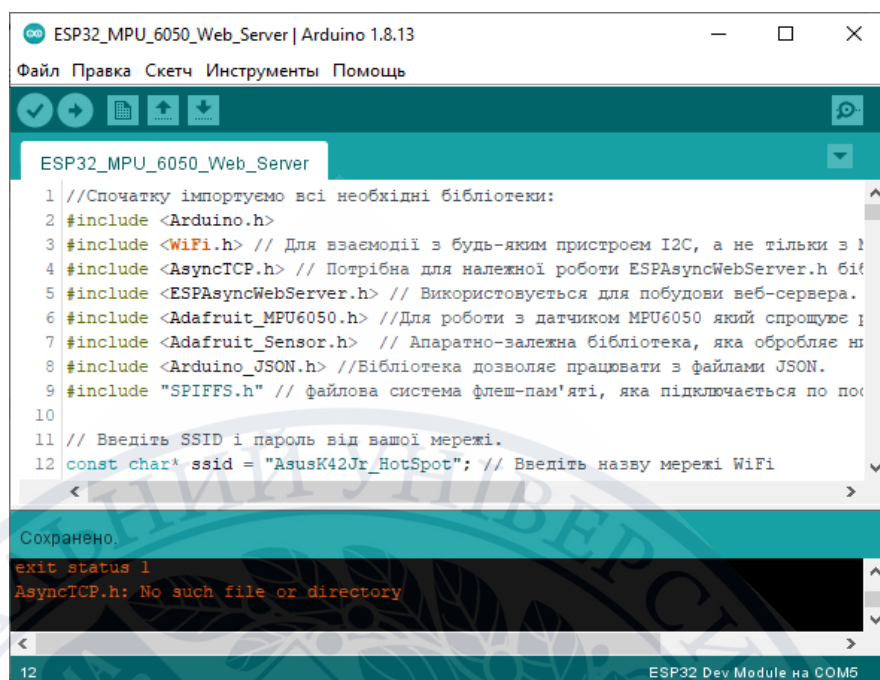 ESP32_MPU_6050_Web_Server | Arduino 1.8.13
Файл Правка Скетч Инструменты Помощь
ESP32_MPU_6050_Web_Server
1 //Спочатку імпортуємо всі необхідні бібліотеки:
2 #include <Arduino.h>
3 #include <WiFi.h> // Для взаємодії з будь-яким пристроєм I2C, а не тільки з
4 #include <AsyncTCP.h> // Потрібна для належної роботи ESPAsyncWebServer.h біб
5 #include <ESPAsyncWebServer.h> // Використовується для побудови веб-сервера.
6 #include <Adafruit_MPU6050.h> //Для роботи з датчиком MPU6050 який спрощує
7 #include <Adafruit_Sensor.h>  // Апаратно-залежна бібліотека, яка обробляє ни
8 #include <Arduino_JSON.h> //Бібліотека дозволяє працювати з файлами JSON.
9 #include "SPIFFS.h" // файлова система флеш-пам'яті, яка підключається по пос
10
11 // Введіть SSID і пароль від вашої мережі.
12 const char* ssid = "AsusK42Jr_HotSpot"; // Введіть назву мережі WiFi
Сохранено.
exit status 1
AsyncTCP.h: No such file or directory
12 ESP32 Dev Module на COM5